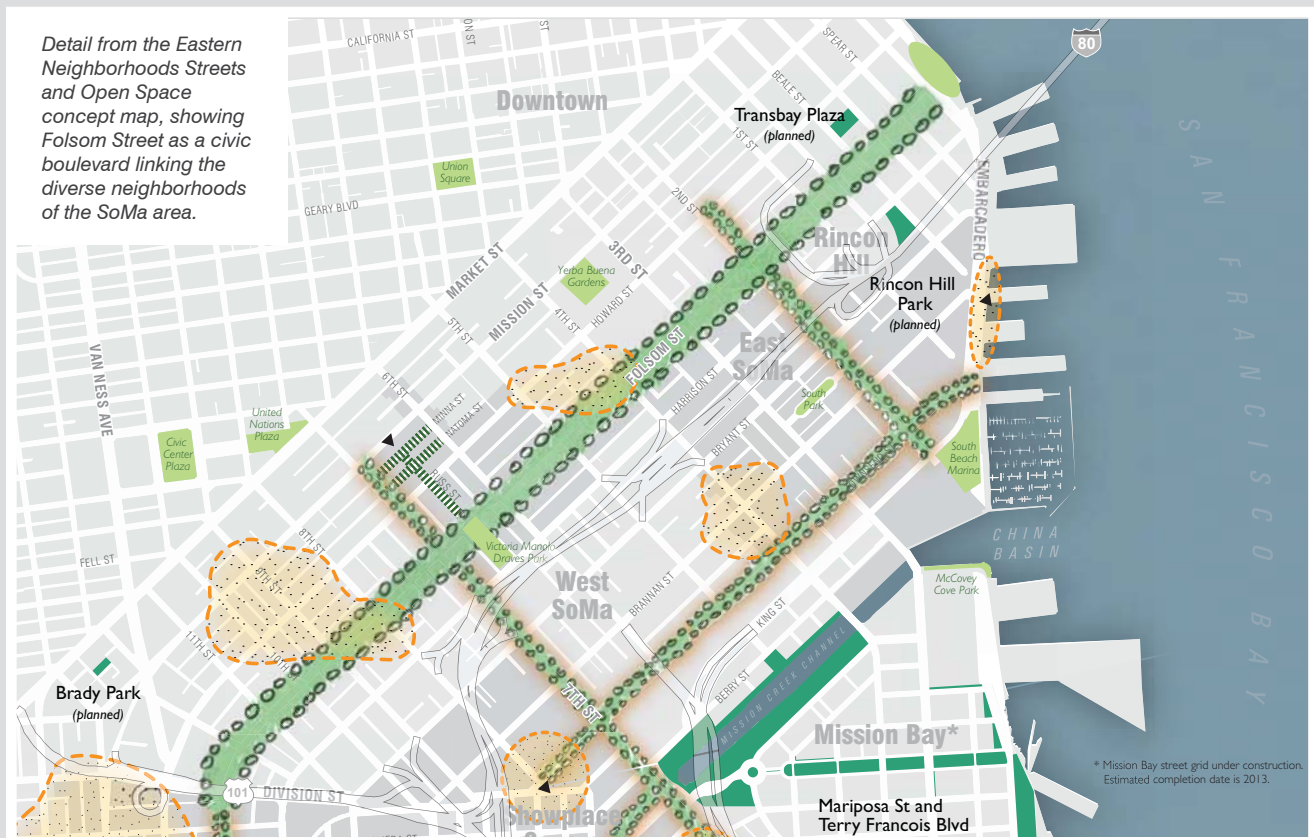 Detail from the Eastern
Neighborhoods Streets
and Open Space
concept map, showing
Folsom Street as a civic
boulevard linking the
diverse neighborhoods
of the SoMa area.
CALIFORNIA ST
ST
SPEAR ST
80
BEALE ST
Downtown
Transbay Plaza
(planned)
1ST ST
Union
Square
2ND ST
GEARY BLVD
EMBARCADERO
SAN FRANCISCO BAY
Rincon
Hill
MARKET ST
3RD ST
Yerba Buena
Gardens
MISSION ST
HOWARD ST
4TH ST
5TH ST
Rincon Hill
Park
(planned)
FOLSOM ST
East
SoMa
VAN NESS AVE
6TH ST
HARRISON ST
South
Park
MINNA ST
NATOMA ST
United
Nations
Plaza
BRYANT ST
Civic
Center
Plaza
South
Beach
Marina
RUSS ST
8TH ST
Victoria Manolo
Draves Park
CHINA
BASIN
FELL ST
9TH ST
West
SoMa
BRANNAN ST
McCovey
Cove Park
KING ST
11TH ST
10TH ST
MISSION CREEK CHANNEL
BERRY ST
Brady Park
(planned)
7TH ST
Mission Bay*
* Mission Bay street grid under construction.
Estimated completion date is 2013.
101
DIVISION ST
Showplace
Mariposa St and
Terry Francois Blvd